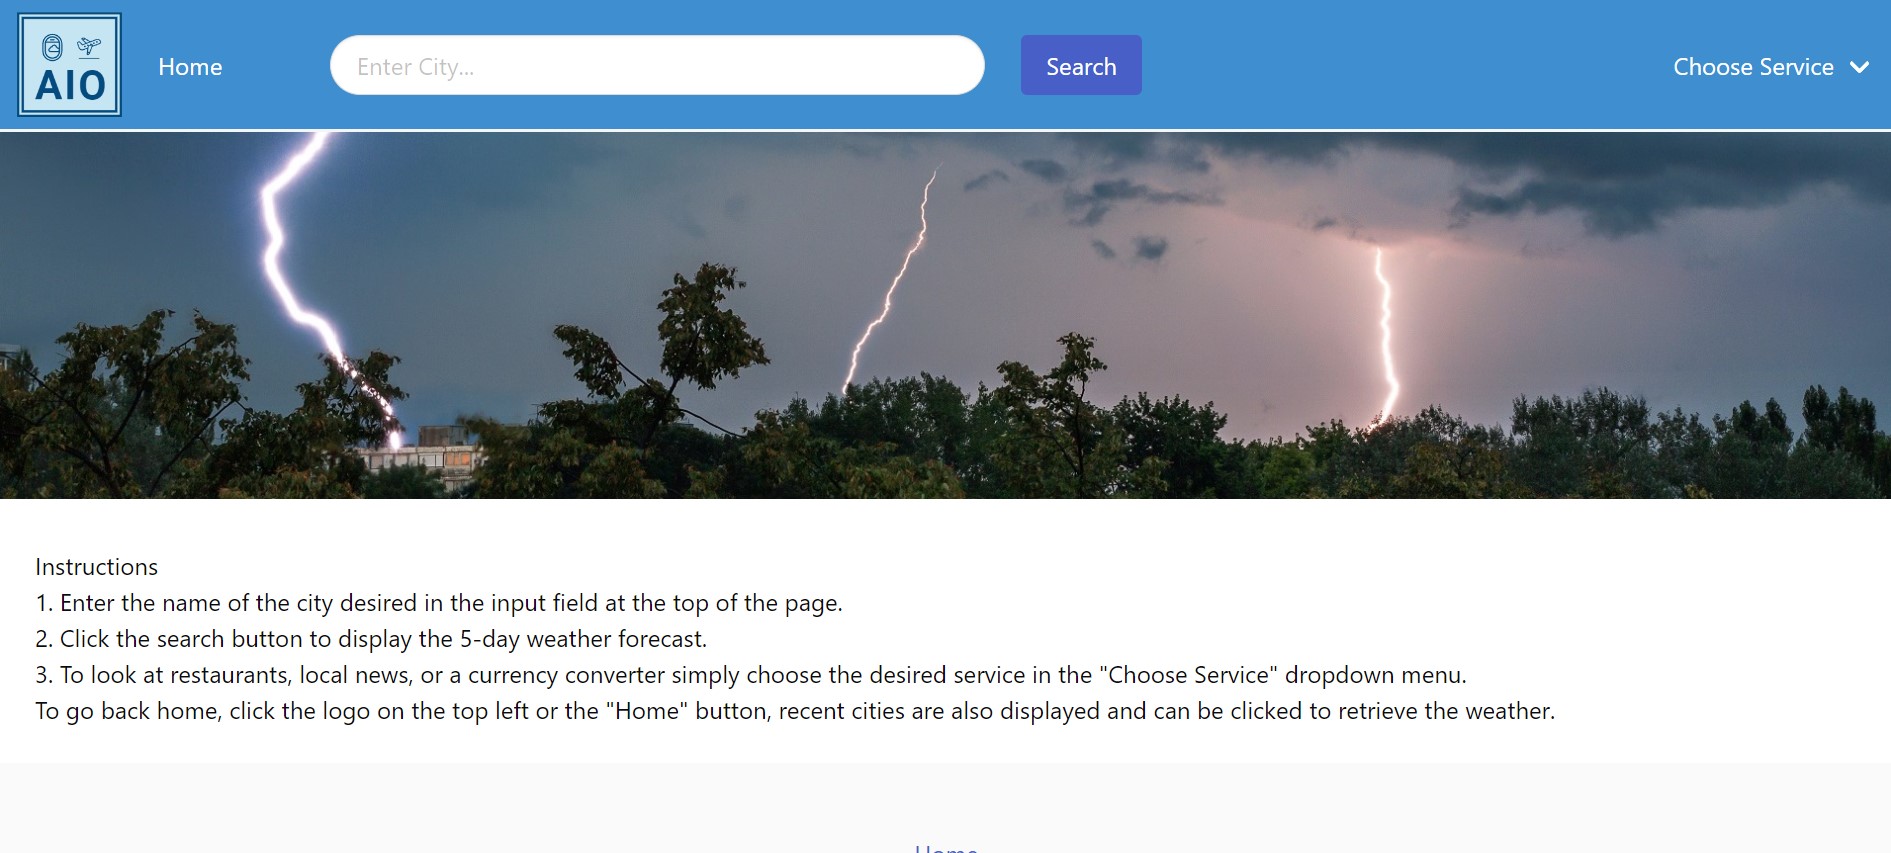 AIO
Home
Enter City...
Search
Choose Service
Instructions
1. Enter the name of the city desired in the input field at the top of the page.
2. Click the search button to display the 5-day weather forecast.
3. To look at restaurants, local news, or a currency converter simply choose the desired service in the "Choose Service" dropdown menu.
To go back home, click the logo on the top left or the "Home" button, recent cities are also displayed and can be clicked to retrieve the weather.
Home